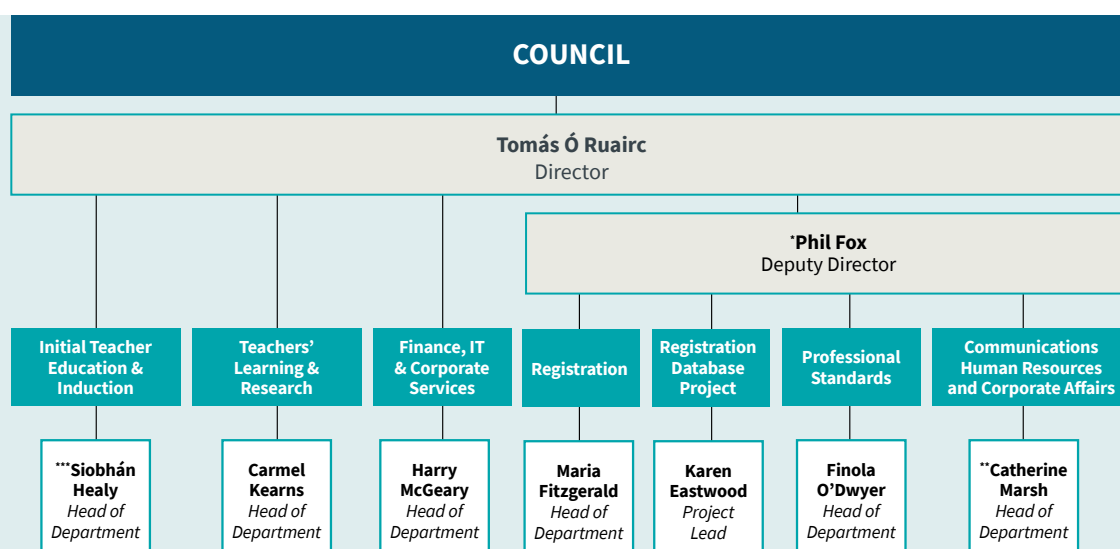 COUNCIL
Tomás Ó Ruairc
Director
*Phil Fox
Deputy Director
Initial Teacher
Education &
Induction
Teachers’
Learning &
Research
Finance, IT
& Corporate
Services
Registration
Registration
Database
Project
Professional
Standards
Communications
Human Resources
and Corporate Affairs
***Siobhán
Healy
Head of
Department
Carmel
Kearns
Head of
Department
Harry
McGeary
Head of
Department
Maria
Fitzgerald
Head of
Department
Karen
Eastwood
Project
Lead
Finola
O’Dwyer
Head of
Department
**Catherine
Marsh
Head of
Department